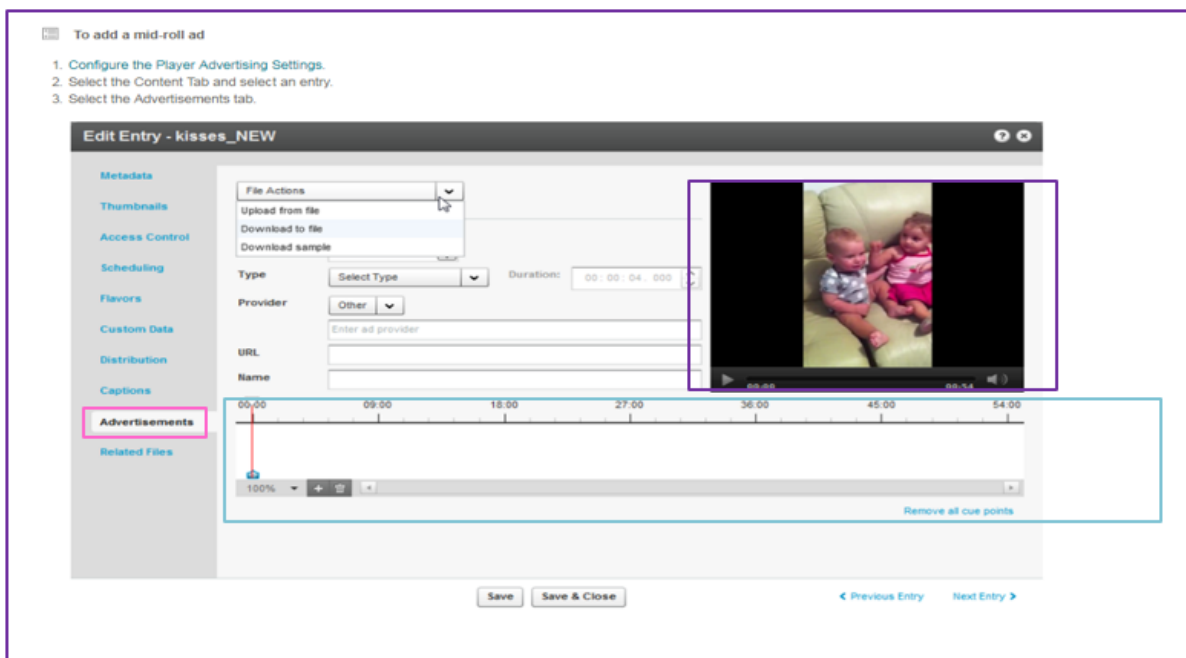 To add a mid-roll ad
1. Configure the Player Advertising Settings.
2. Select the Content Tab and select an entry.
3. Select the Advertisements tab.
Edit Entry - kisses_NEW
Metadata
Thumbnails
Access Control
Scheduling
Flavors
Custom Data
Distribution
Captions
Advertisements
Related Files
File Actions
Upload from file
Download to file
Download sample
Type Select Type Duration: 00: 00: 04. 000
Provider Other
Enter ad provider
URL
Name
00:00 00:54
00:00 09:00 18:00 27:00 36:00 45:00 54:00
100%
Remove all cue points
Save Save & Close Previous Entry Next Entry